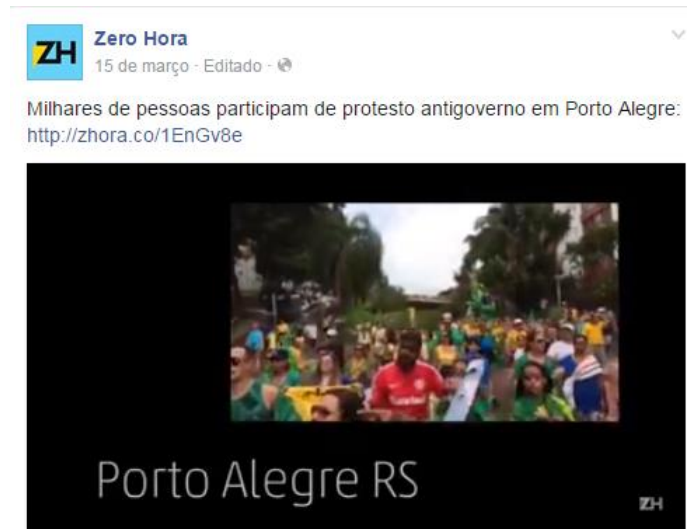 ZH
Zero Hora
15 de março · Editado ·
Milhares de pessoas participam de protesto antigoverno em Porto Alegre:
http://zhora.co/1EnGv8e
Porto Alegre RS
ZH